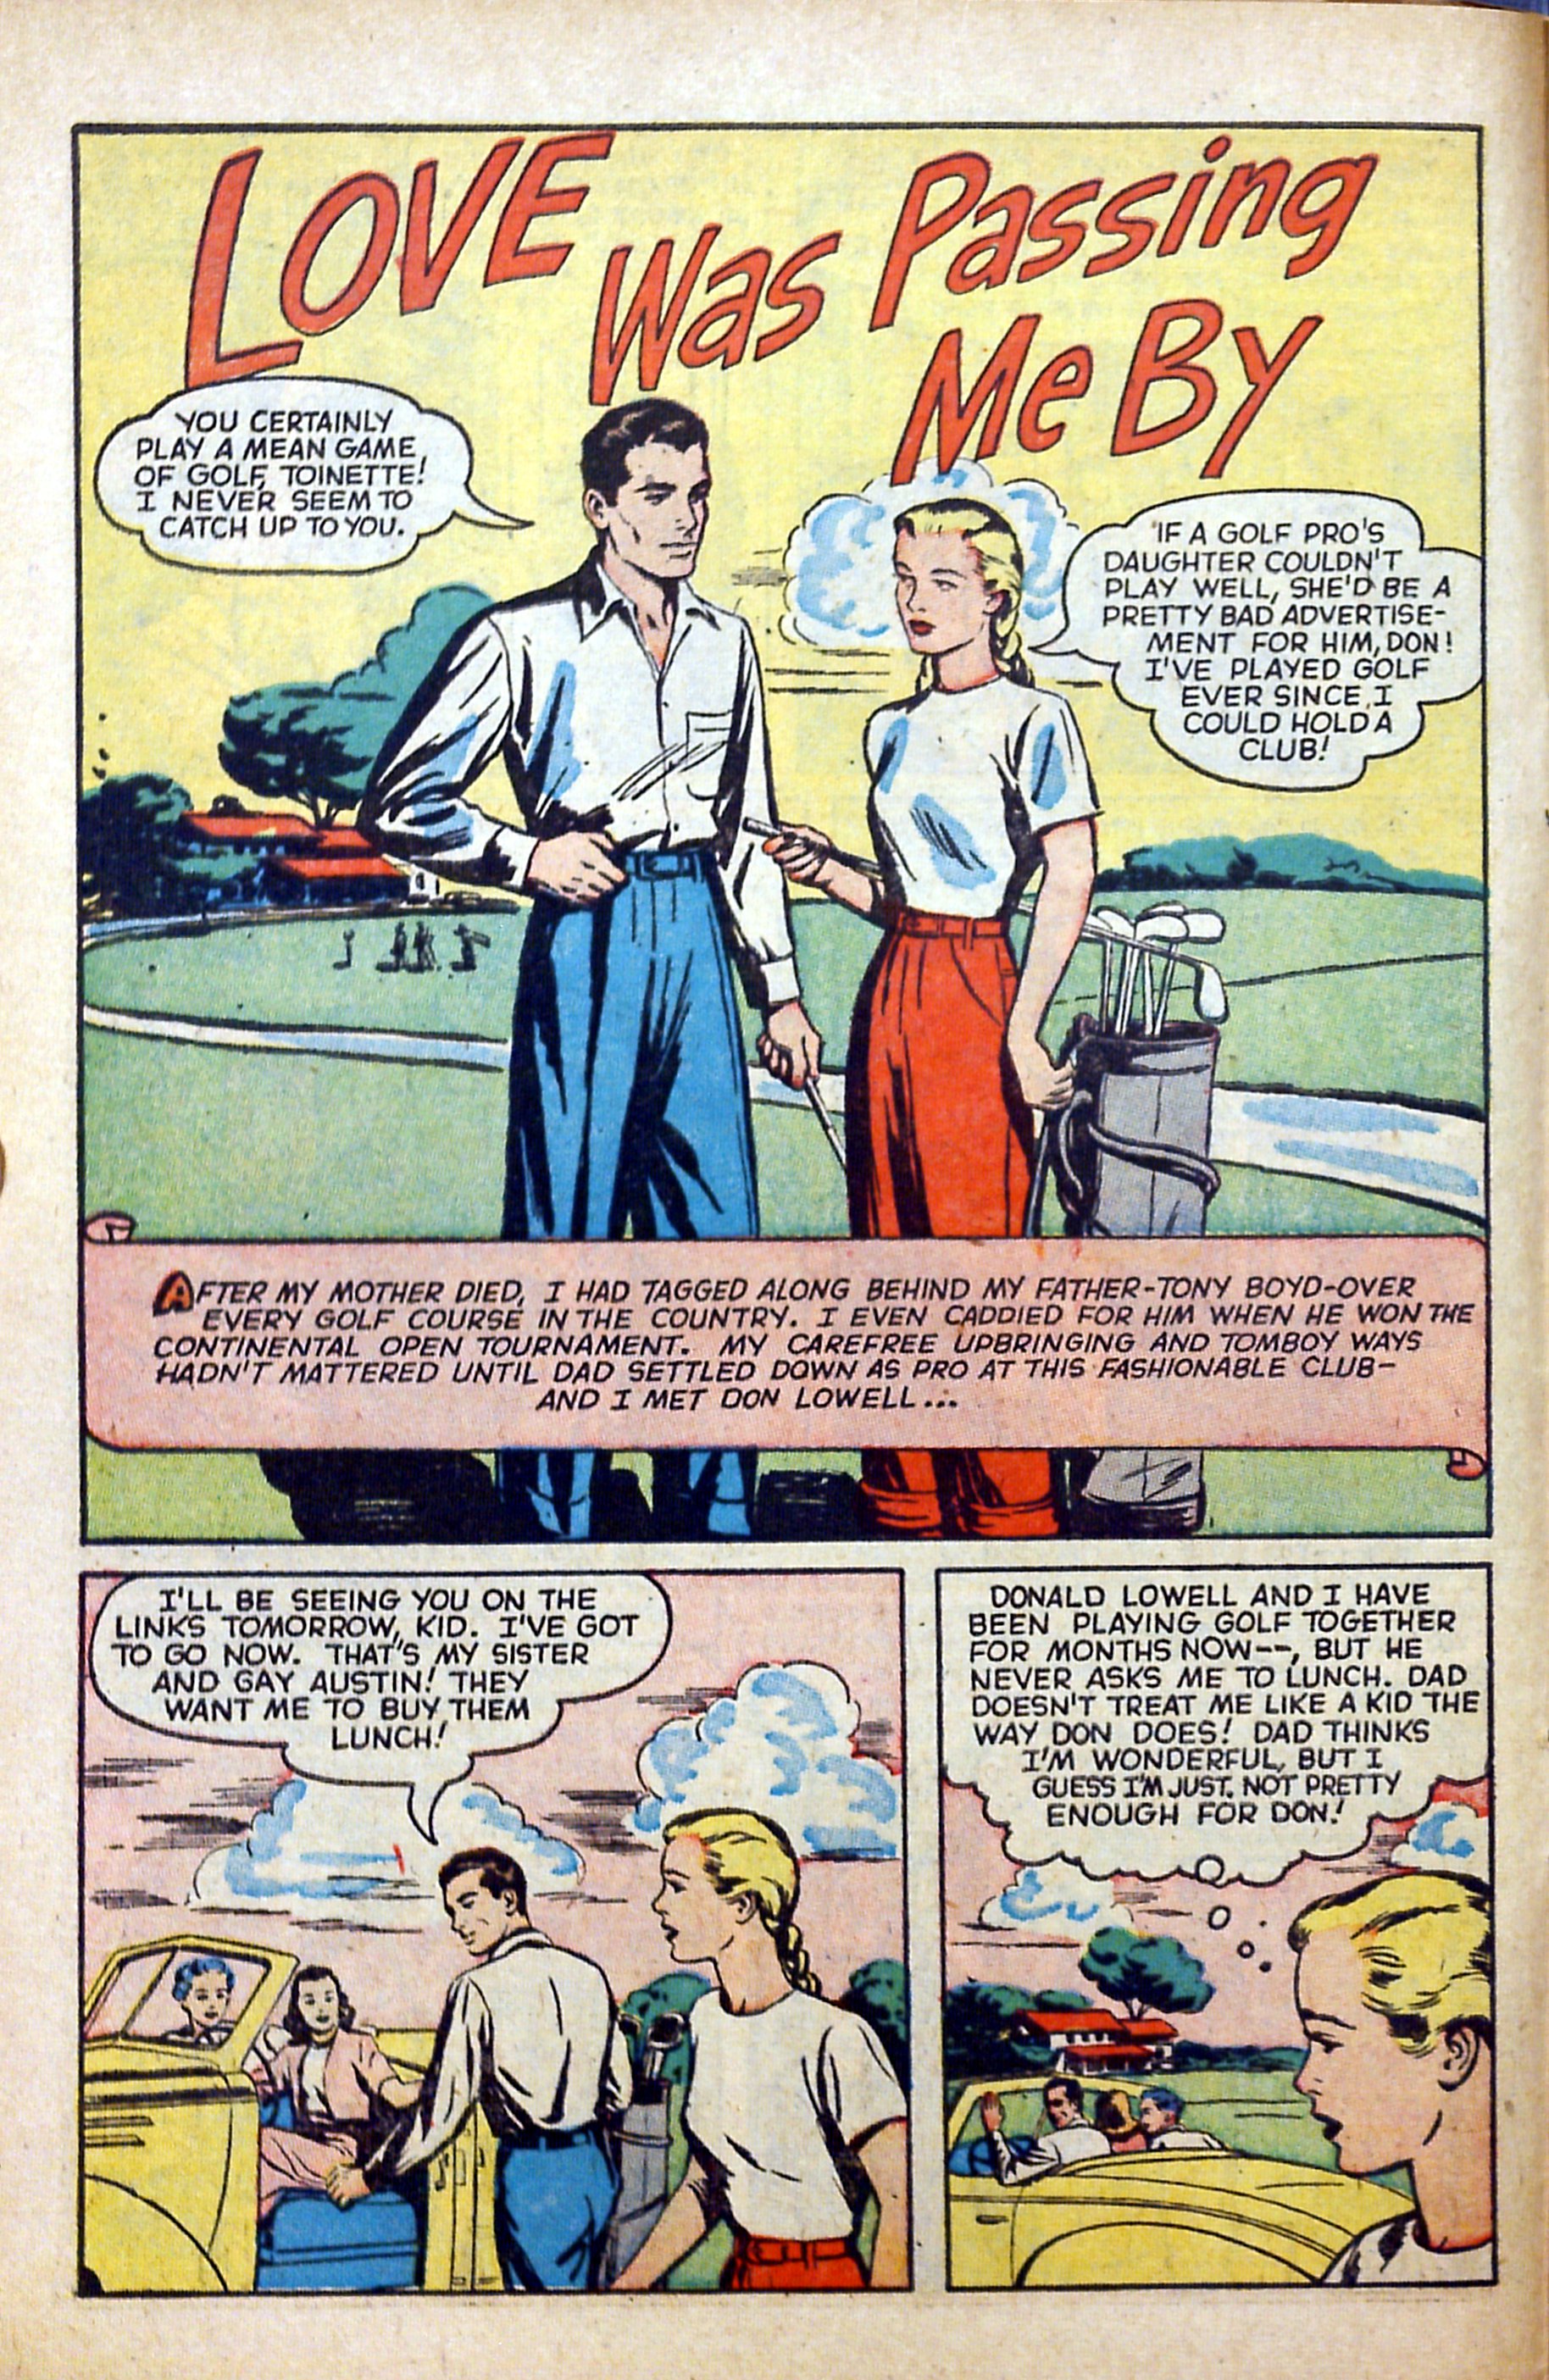 LOVE Was Passing
Me By
YOU CERTAINLY
PLAY A MEAN GAME
OF GOLF, TOINETTE!
I NEVER SEEM TO
CATCH UP TO YOU.
IF A GOLF PRO'S
DAUGHTER COULDN'T
PLAY WELL, SHE'D BE A
PRETTY BAD ADVERTISE-
MENT FOR HIM, DON!
I'VE PLAYED GOLF
EVER SINCE I
COULD HOLD A
CLUB!
AFTER MY MOTHER DIED, I HAD TAGGED ALONG BEHIND MY FATHER-TONY BOYD-OVER
EVERY GOLF COURSE IN THE COUNTRY. I EVEN CADDIED FOR HIM WHEN HE WON THE
CONTINENTAL OPEN TOURNAMENT. MY CAREFREE UPBRINGING AND TOMBOY WAYS
HADN'T MATTERED UNTIL DAD SETTLED DOWN AS PRO AT THIS FASHIONABLE CLUB-
AND I MET DON LOWELL...
I'LL BE SEEING YOU ON THE
LINKS TOMORROW, KID. I'VE GOT
TO GO NOW. THAT'S MY SISTER
AND GAY AUSTIN! THEY
WANT ME TO BUY THEM
LUNCH!
DONALD LOWELL AND I HAVE
BEEN PLAYING GOLF TOGETHER
FOR MONTHS NOW--, BUT HE
NEVER ASKS ME TO LUNCH. DAD
DOESN'T TREAT ME LIKE A KID THE
WAY DON DOES! DAD THINKS
I'M WONDERFUL, BUT I
GUESS I'M JUST NOT PRETTY
ENOUGH FOR DON!